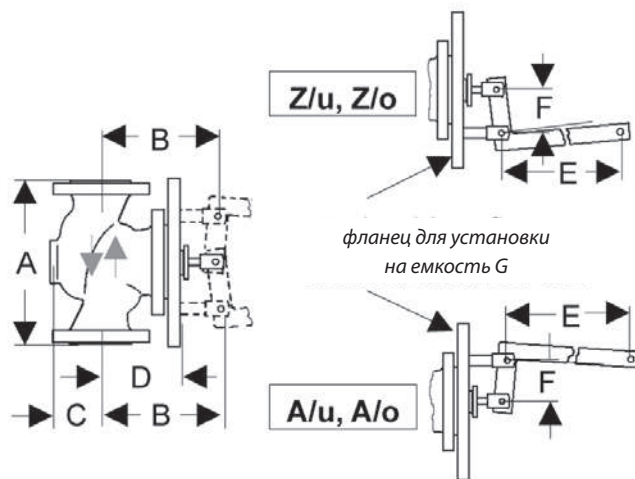 Z/u, Z/o
F
E
B
A
фланец для установки
на емкость G
E
D
F
C
B
A/u, A/o